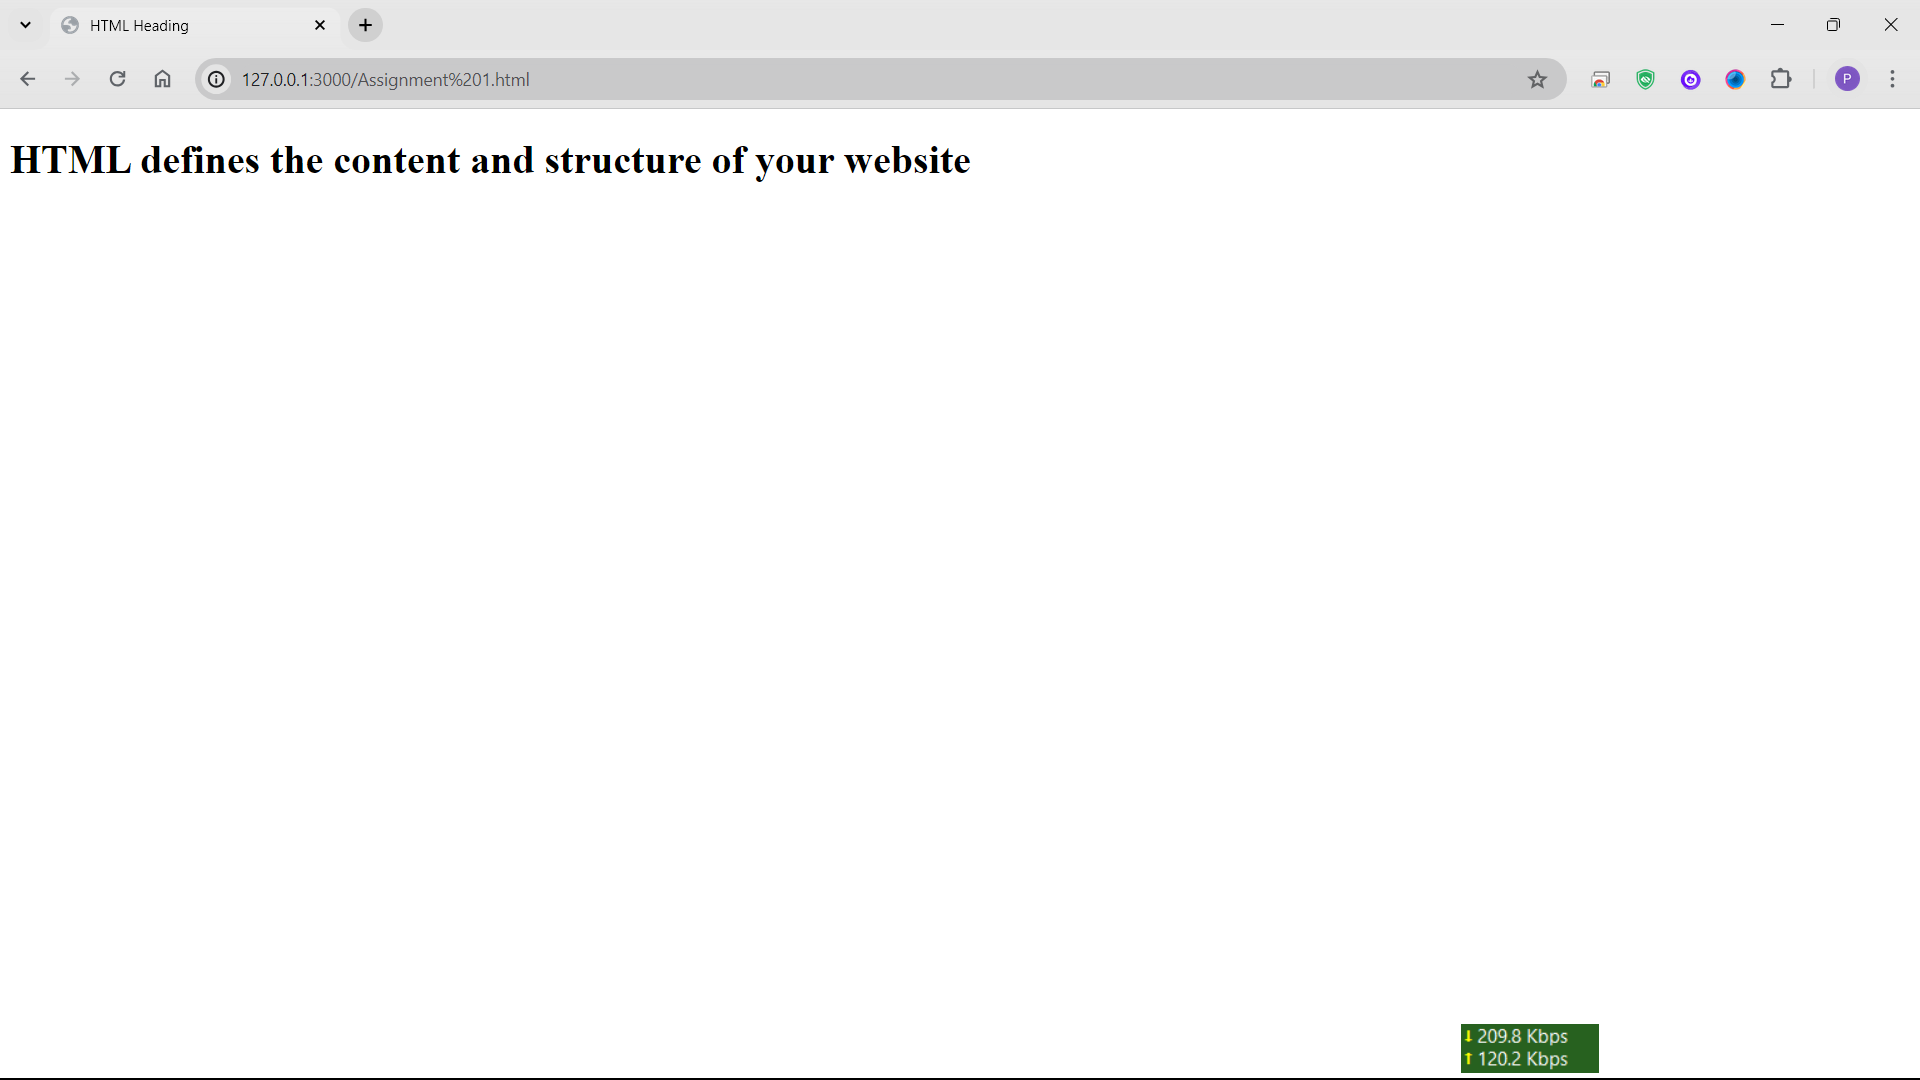 HTML Heading
127.0.0.1:3000/Assignment%201.html
P
HTML defines the content and structure of your website
↓ 209.8 Kbps
↑ 120.2 Kbps